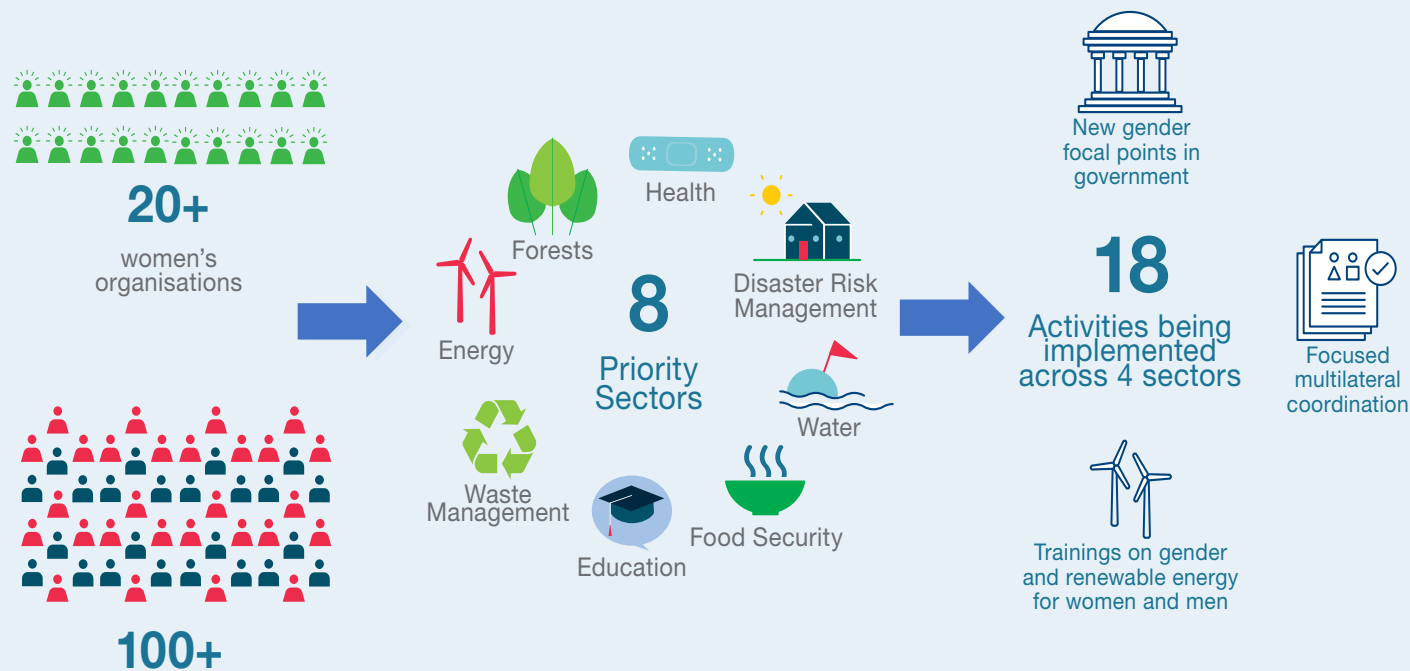 20+
women's
organisations
100+
Forests
Health
Energy
Disaster Risk
Management
8
Priority
Sectors
Water
Waste
Management
Education
Food Security
New gender
focal points in
government
18
Activities being
implemented
across 4 sectors
Focused
multilateral
coordination
Trainings on gender
and renewable energy
for women and men